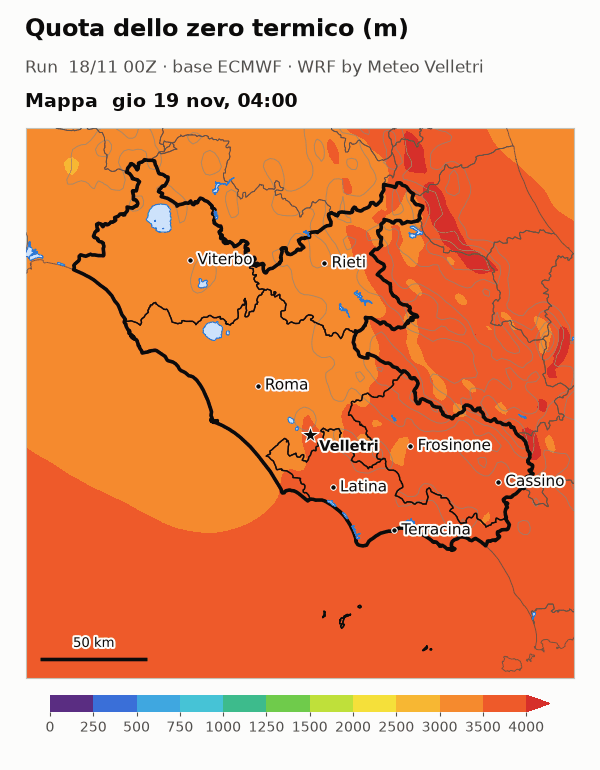 Quota dello zero termico (m)
Run 18/11 00Z · base ECMWF · WRF by Meteo Velletri
Mappa gio 19 nov, 04:00
Viterbo
Rieti
Roma
Velletri
Frosinone
Cassino
Latina
Terracina
50 km
0 250 500 750 1000 1250 1500 2000 2500 3000 3500 4000